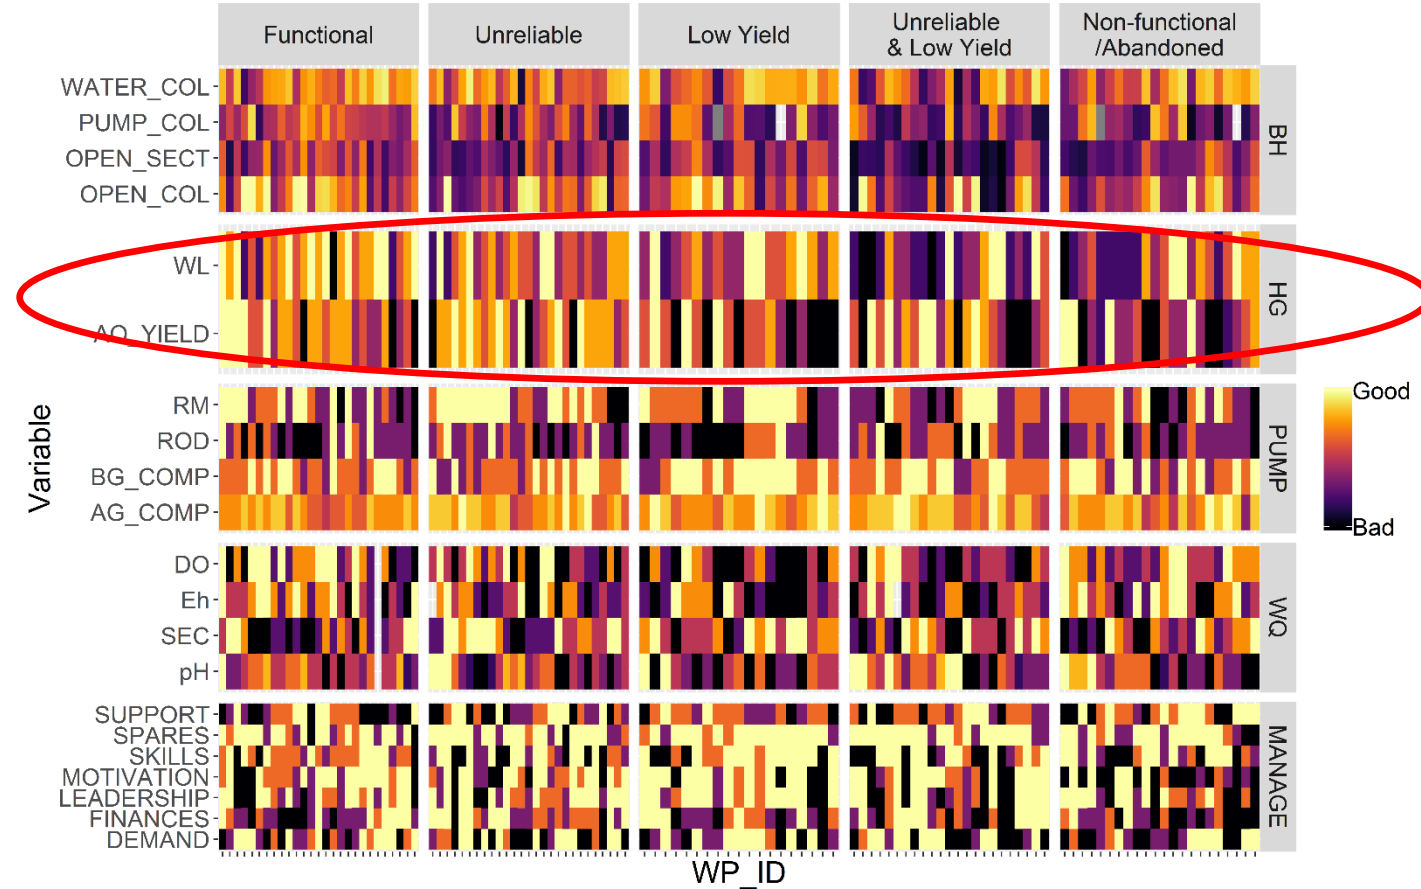 Functional
Unreliable
Low Yield
Unreliable
& Low Yield
Non-functional
/Abandoned
WATER_COL
PUMP_COL
OPEN_SECT
OPEN_COL
BH
WL
AQ_YIELD
HG
RM
ROD
BG_COMP
AG_COMP
PUMP
DO
Eh
SEC
pH
WQ
SUPPORT
SPARES
SKILLS
MOTIVATION
LEADERSHIP
FINANCES
DEMAND
MANAGE
Variable
WP_ID
Good
Bad